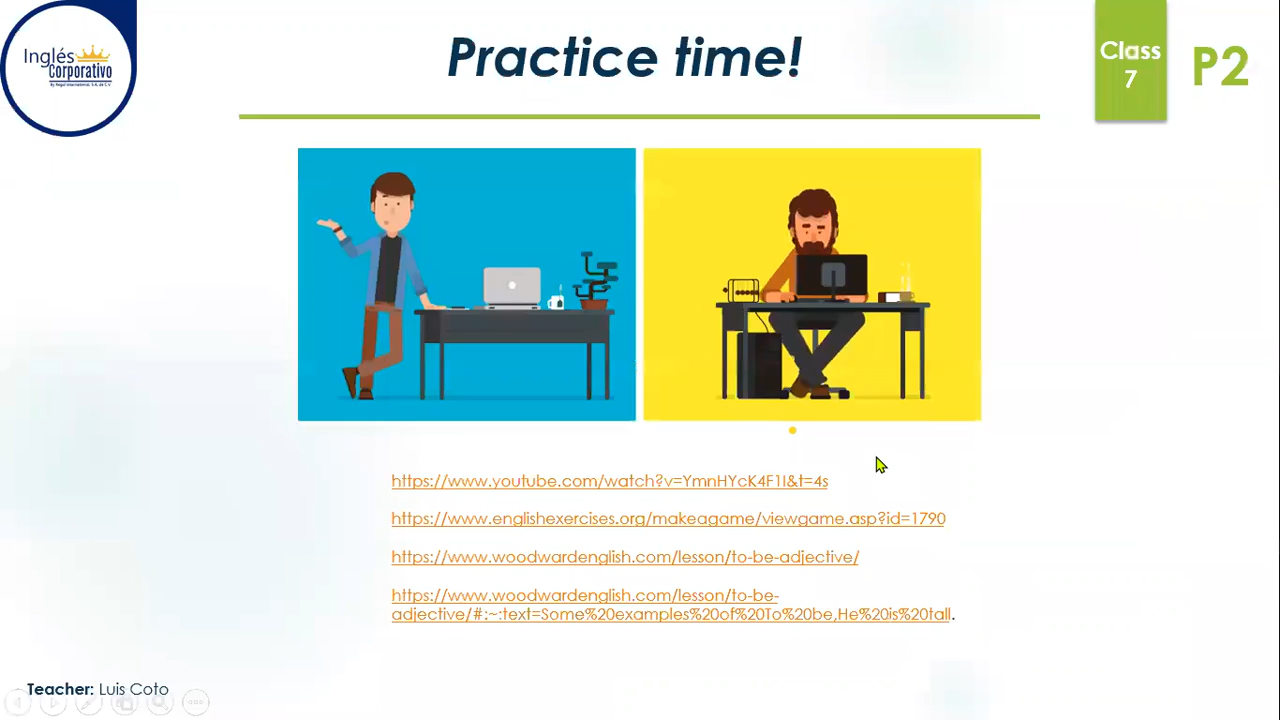 Inglés
Corporativo
Practice time!
Class
7
P2
https://www.youtube.com/watch?v=YmnHYcK4F1I&t=4s
https://www.englishexercises.org/makeagame/viewgame.asp?id=1790
https://www.woodwardenglish.com/lesson/to-be-adjective/
https://www.woodwardenglish.com/lesson/to-be-
adjective/#:~:text=Some%20examples%20of%20To%20be,He%20is%20tall.
Teacher: Luis Coto